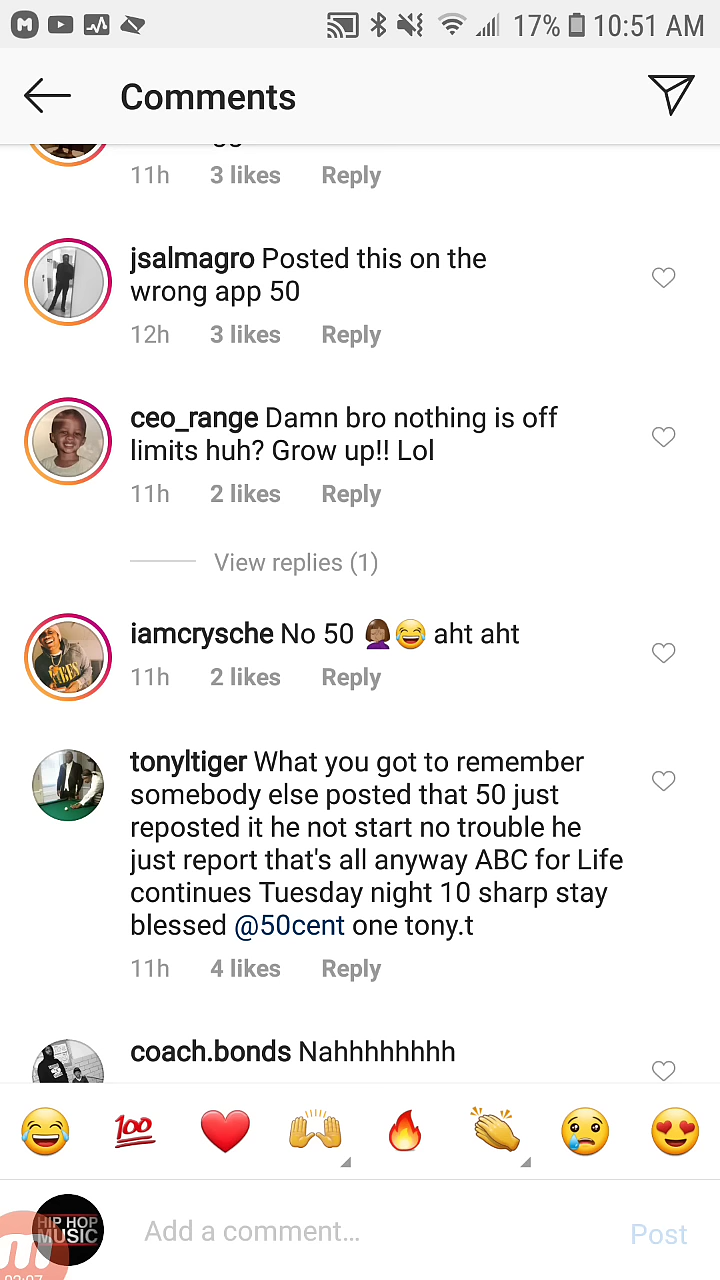 17% 10:51 AM
Comments
11h 3 likes Reply
jsalmagro Posted this on the
wrong app 50
12h 3 likes Reply
ceo_range Damn bro nothing is off
limits huh? Grow up!! Lol
11h 2 likes Reply
View replies (1)
iamcrysche No 50 🤦🏽‍♀️😂 aht aht
11h 2 likes Reply
tonyltiger What you got to remember
somebody else posted that 50 just
reposted it he not start no trouble he
just report that's all anyway ABC for Life
continues Tuesday night 10 sharp stay
blessed @50cent one tony.t
11h 4 likes Reply
coach.bonds Nahhhhhhhh
😂 💯 ❤️ 🙌 🔥 👏 😢 😍
HIP HOP
MUSIC
Add a comment... Post